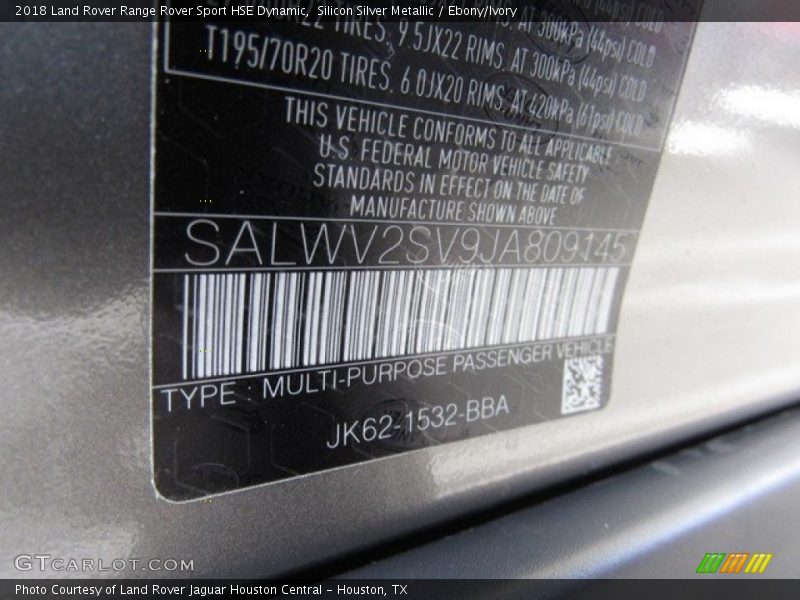 2018 Land Rover Range Rover Sport HSE Dynamic, Silicon Silver Metallic / Ebony/Ivory
TIRES, 9.5JX22 RIMS, AT 300kPa (44psi) COLD
T195/70R20 TIRES, 6.0JX20 RIMS, AT 420kPa (61psi) COLD
THIS VEHICLE CONFORMS TO ALL APPLICABLE
U.S. FEDERAL MOTOR VEHICLE SAFETY
STANDARDS IN EFFECT ON THE DATE OF
MANUFACTURE SHOWN ABOVE
SALWV2SV9JA809145
TYPE : MULTI-PURPOSE PASSENGER VEHICLE
JK62-1532-BBA
GTCARLOT.COM
Photo Courtesy of Land Rover Jaguar Houston Central - Houston, TX